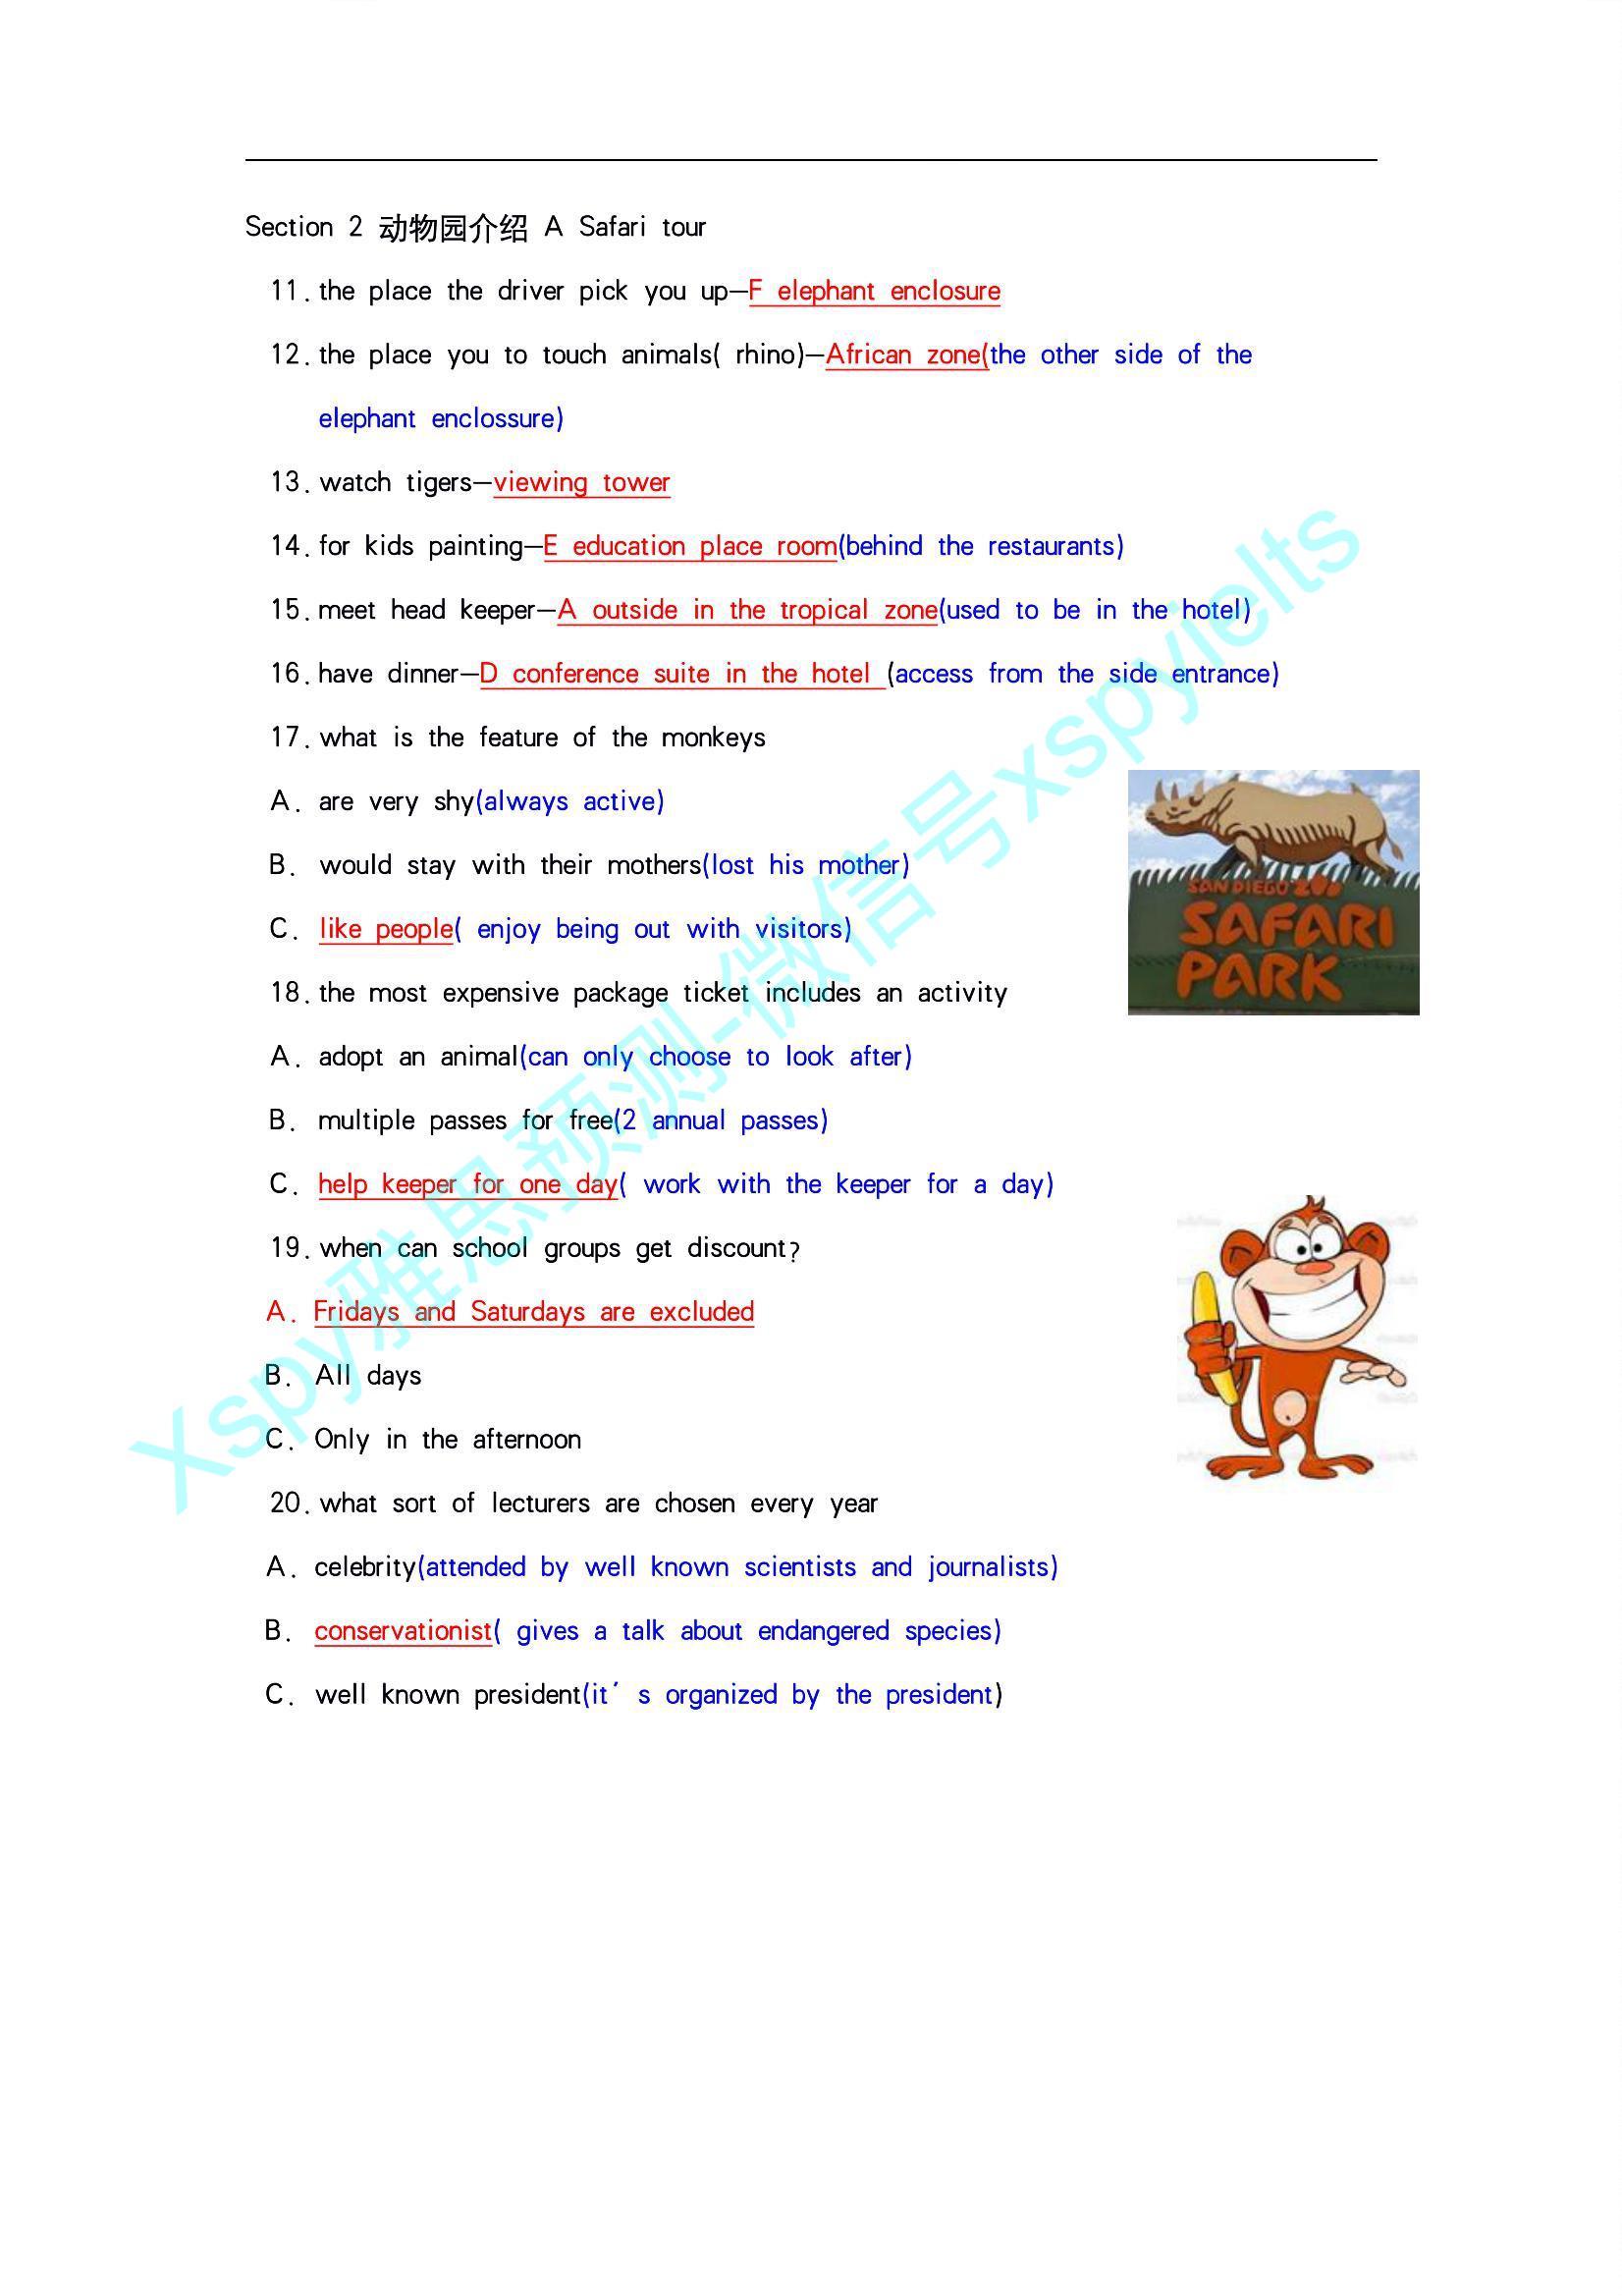 Section 2 动物园介绍 A Safari tour
11. the place the driver pick you up—F elephant enclosure
12. the place you to touch animals( rhino)—African zone(the other side of the
elephant enclossure)
13. watch tigers—viewing tower
14. for kids painting—E education place room(behind the restaurants)
15. meet head keeper—A outside in the tropical zone(used to be in the hotel)
16. have dinner—D conference suite in the hotel (access from the side entrance)
17. what is the feature of the monkeys
A. are very shy(always active)
B. would stay with their mothers(lost his mother)
C. like people( enjoy being out with visitors)
18. the most expensive package ticket includes an activity
A. adopt an animal(can only choose to look after)
B. multiple passes for free(2 annual passes)
C. help keeper for one day( work with the keeper for a day)
19. when can school groups get discount?
A. Fridays and Saturdays are excluded
B. All days
C. Only in the afternoon
20. what sort of lecturers are chosen every year
A. celebrity(attended by well known scientists and journalists)
B. conservationist( gives a talk about endangered species)
C. well known president(it's organized by the president)
SAN DIEGO ZOO
SAFARI
PARK
Xspy雅思预测-微信号xspyielts